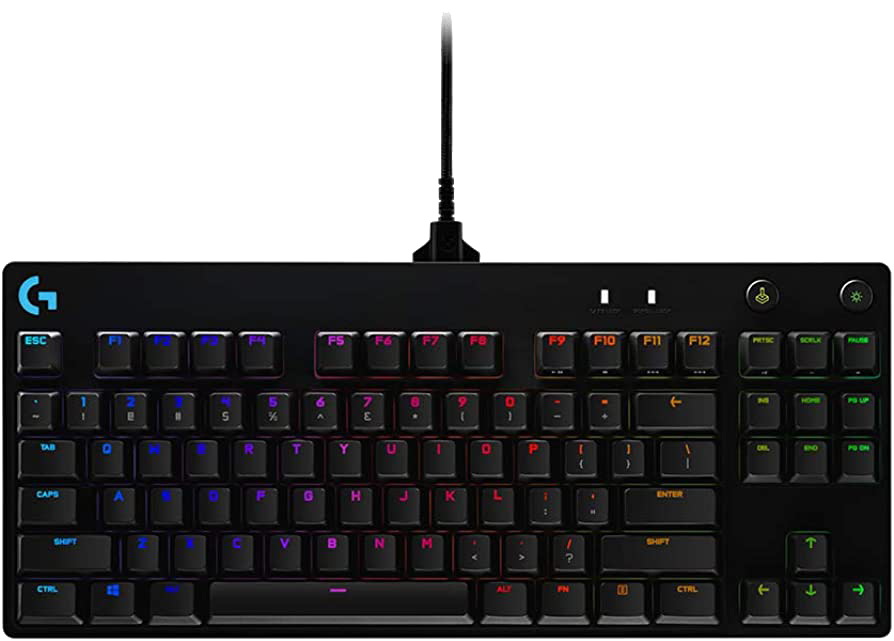 G
ESC F1 F2 F3 F4 F5 F6 F7 F8 F9 F10 F11 F12 PRTSC SCRLK PAUSE
~ 1 ! 2 @ 3 # 4 $ 5 % 6 ^ 7 & 8 * 9 ( 0 ) - _ = + ← INS HOME PG UP
TAB Q W E R T Y U I O P [ { ] } \ | DEL END PG DN
CAPS A S D F G H J K L ; : ' " ENTER
SHIFT Z X C V B N M , < . > / ? SHIFT ↑
CTRL ALT FN CTRL ← ↓ →